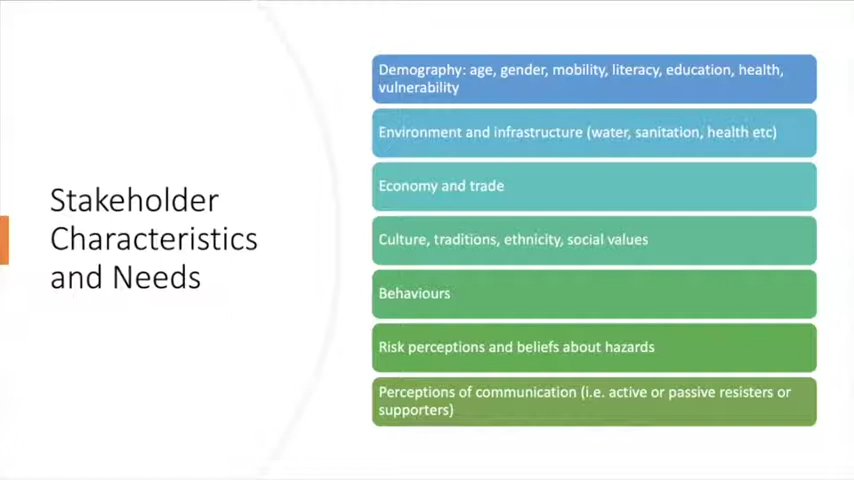 Stakeholder
Characteristics
and Needs
Demography: age, gender, mobility, literacy, education, health,
vulnerability
Environment and infrastructure (water, sanitation, health etc)
Economy and trade
Culture, traditions, ethnicity, social values
Behaviours
Risk perceptions and beliefs about hazards
Perceptions of communication (i.e. active or passive resisters or
supporters)